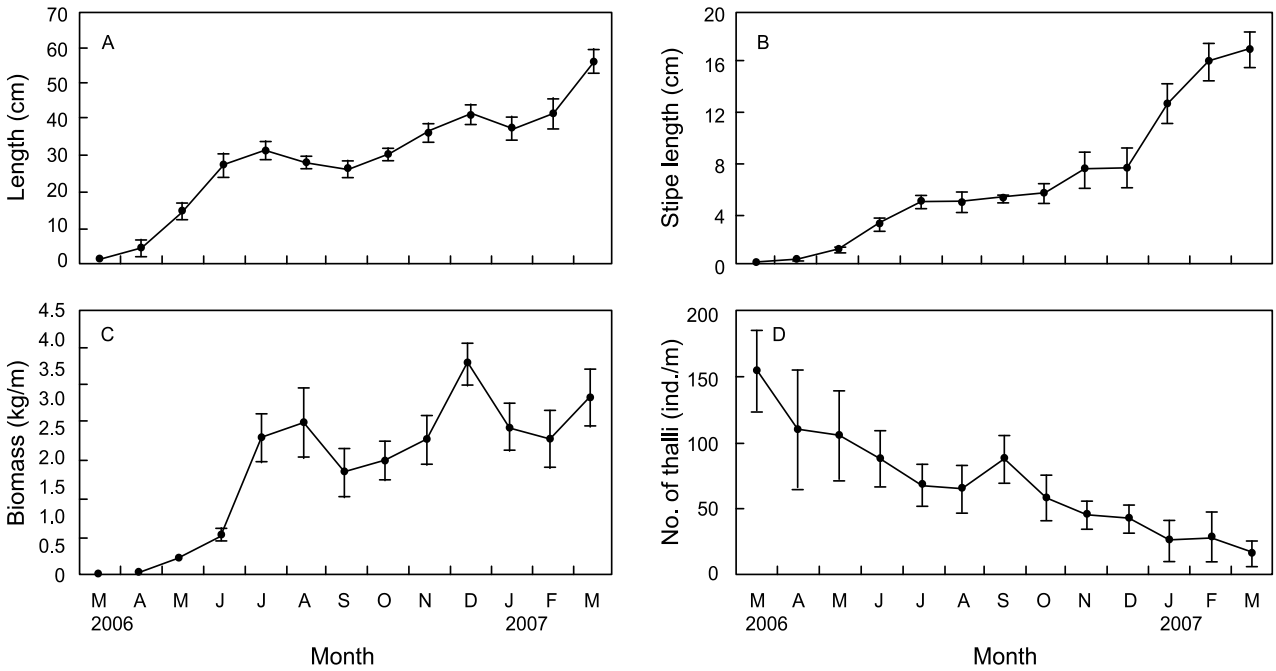 A
Length (cm)
70
60
50
40
30
20
10
0
B
Stipe length (cm)
20
16
12
8
4
0
C
Biomass (kg/m)
4.5
4.0
3.5
3.0
2.5
2.0
1.5
1.0
0.5
0
M A M J J A S O N D J F M
2006 2007
Month
D
No. of thalli (ind./m)
200
150
100
50
0
M A M J J A S O N D J F M
2006 2007
Month